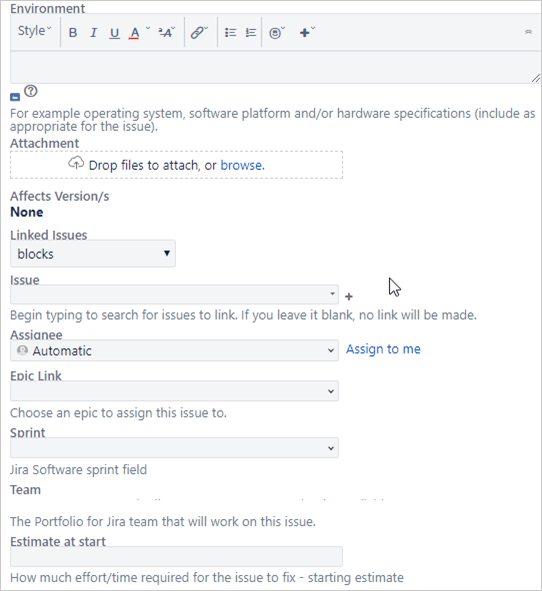 Environment
Style B I U A A
For example operating system, software platform and/or hardware specifications (include as
appropriate for the issue).
Attachment
Drop files to attach, or browse.
Affects Version/s
None
Linked Issues
blocks
Issue
Begin typing to search for issues to link. If you leave it blank, no link will be made.
Assignee
Automatic Assign to me
Epic Link
Choose an epic to assign this issue to.
Sprint
Jira Software sprint field
Team
The Portfolio for Jira team that will work on this issue.
Estimate at start
How much effort/time required for the issue to fix - starting estimate